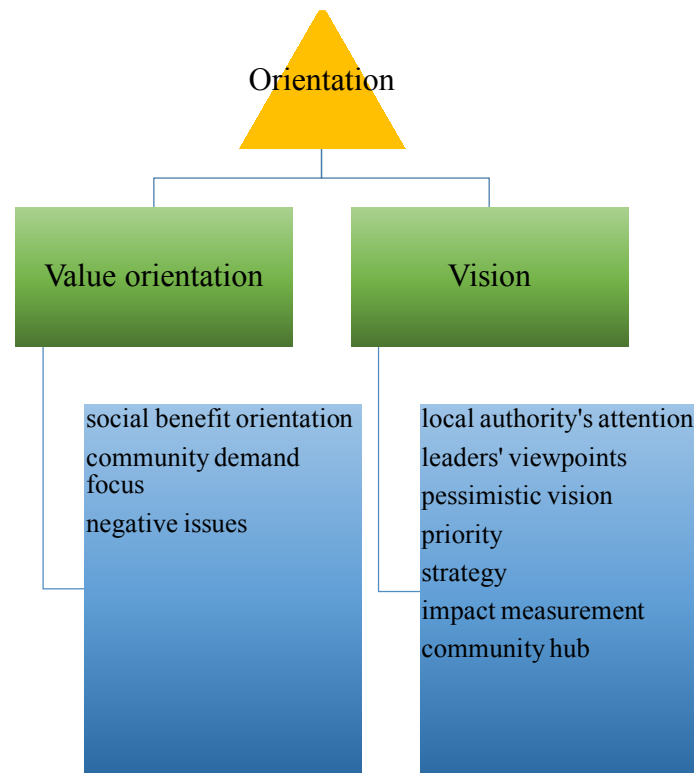 Orientation
Value orientation
Vision
social benefit orientation
community demand
focus
negative issues
local authority's attention
leaders' viewpoints
pessimistic vision
priority
strategy
impact measurement
community hub